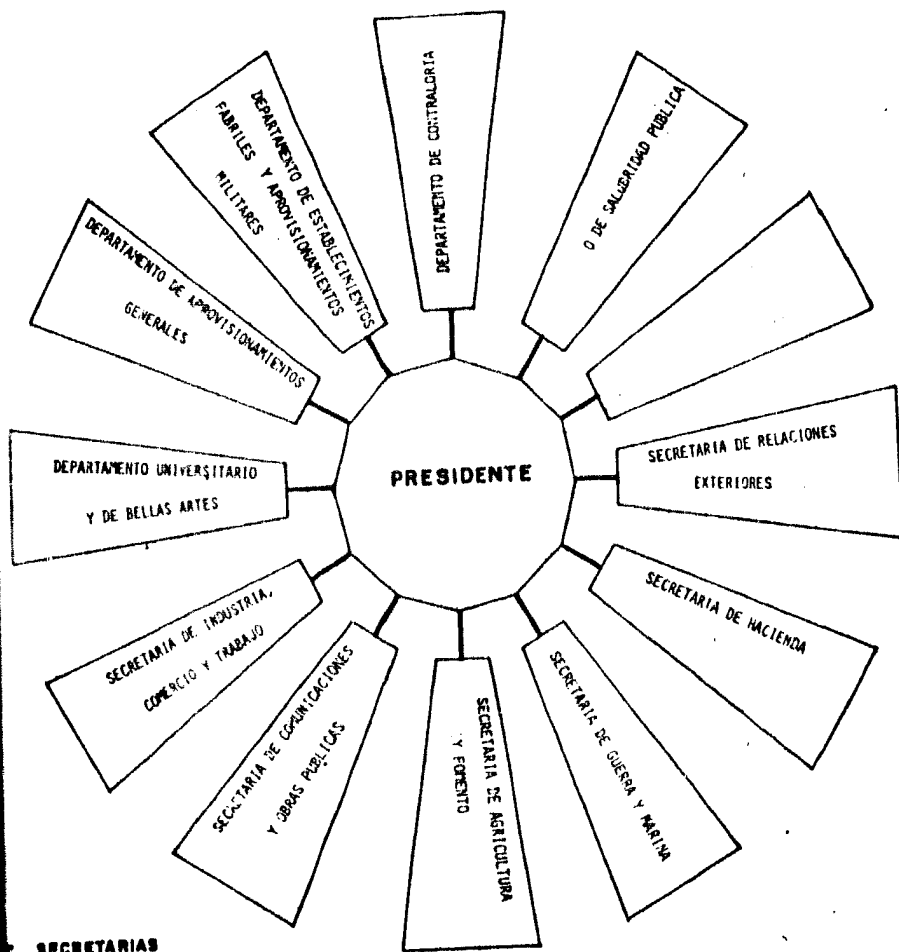 DEPARTAMENTO DE CONTRALORIA
O DE SALUBRIDAD PUBLICA
SECRETARIA DE RELACIONES
EXTERIORES
SECRETARIA DE HACIENDA
SECRETARIA DE GUERRA Y MARINA
SECRETARIA DE AGRICULTURA
Y FOMENTO
SECRETARIA DE COMUNICACIONES
Y OBRAS PUBLICAS
SECRETARIA DE INDUSTRIA,
COMERCIO Y TRABAJO
DEPARTAMENTO UNIVERSITARIO
Y DE BELLAS ARTES
DEPARTAMENTO DE APROVISIONAMIENTOS
GENERALES
DEPARTAMENTO DE ESTABLECIMIENTOS
FABRILES Y APROVISIONAMIENTOS
MILITARES
PRESIDENTE
SECRETARIAS